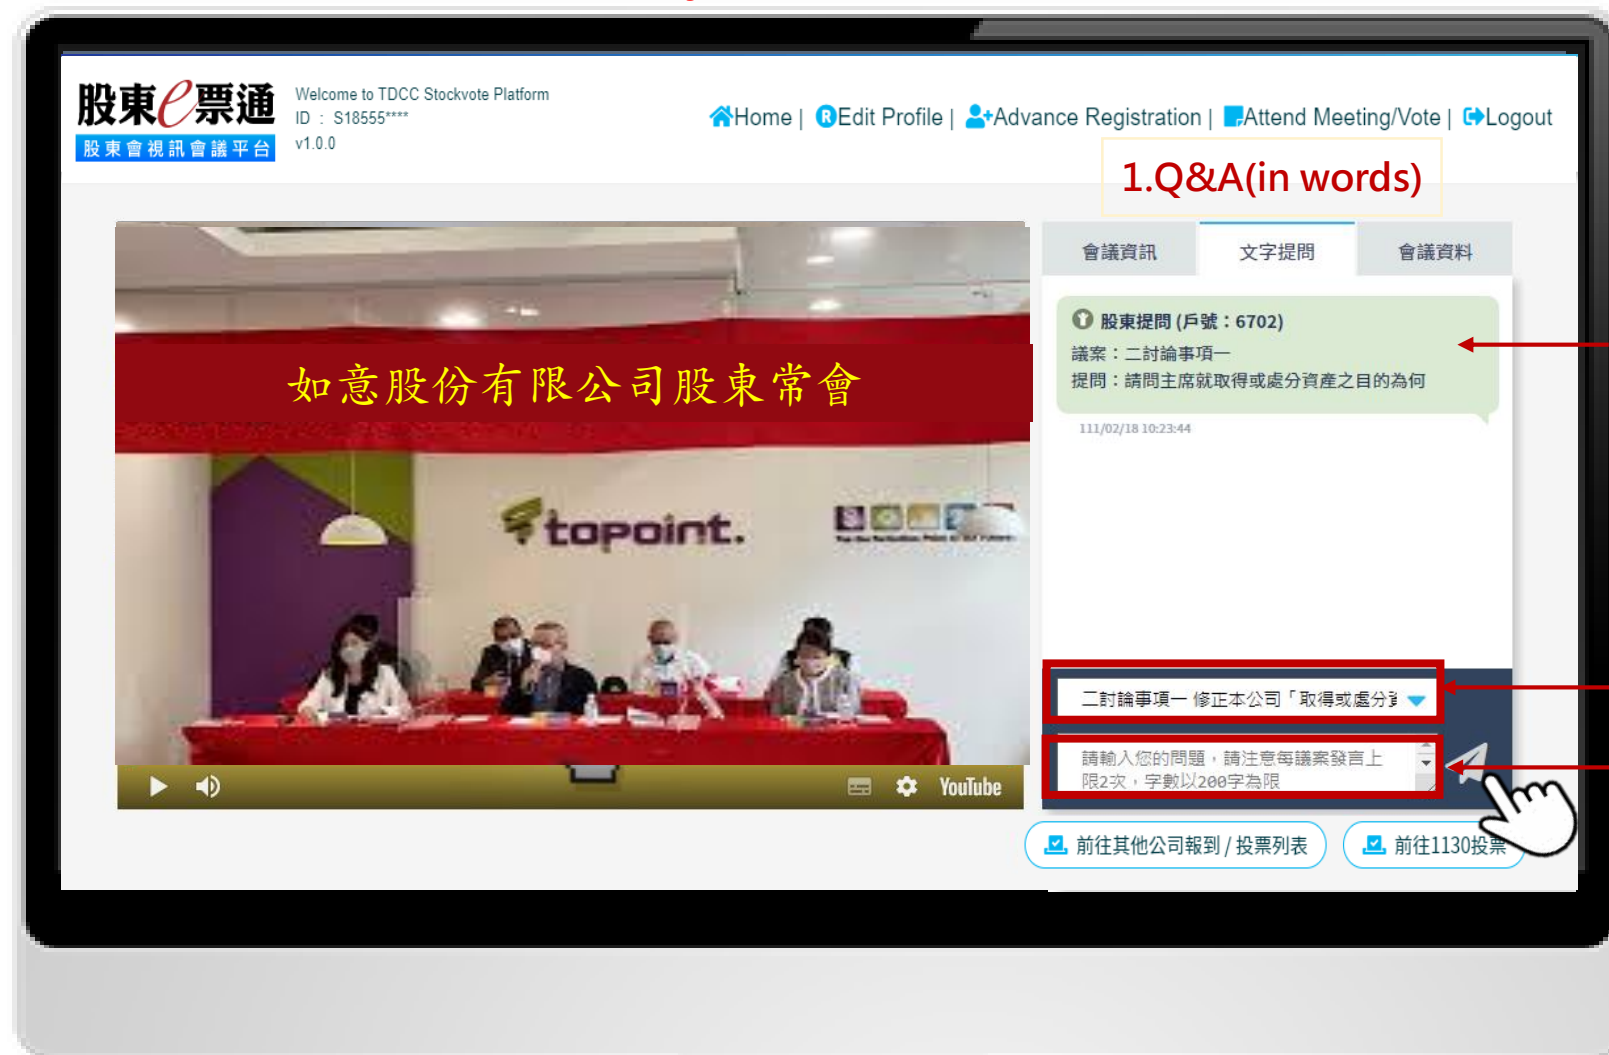 股東e票通
股東會視訊會議平台
Welcome to TDCC Stockvote Platform
ID : S18555****
v1.0.0
Home | Edit Profile | Advance Registration | Attend Meeting/Vote | Logout
1.Q&A(in words)
會議資訊 文字提問 會議資料
股東提問 (戶號：6702)
議案：二討論事項一
提問：請問主席就取得或處分資產之目的為何
111/02/18 10:23:44
如意股份有限公司股東常會
topoint.
二討論事項一 修正本公司「取得或處分資
請輸入您的問題，請注意每議案發言上
限2次，字數以200字為限
YouTube
前往其他公司報到 / 投票列表
前往1130投票